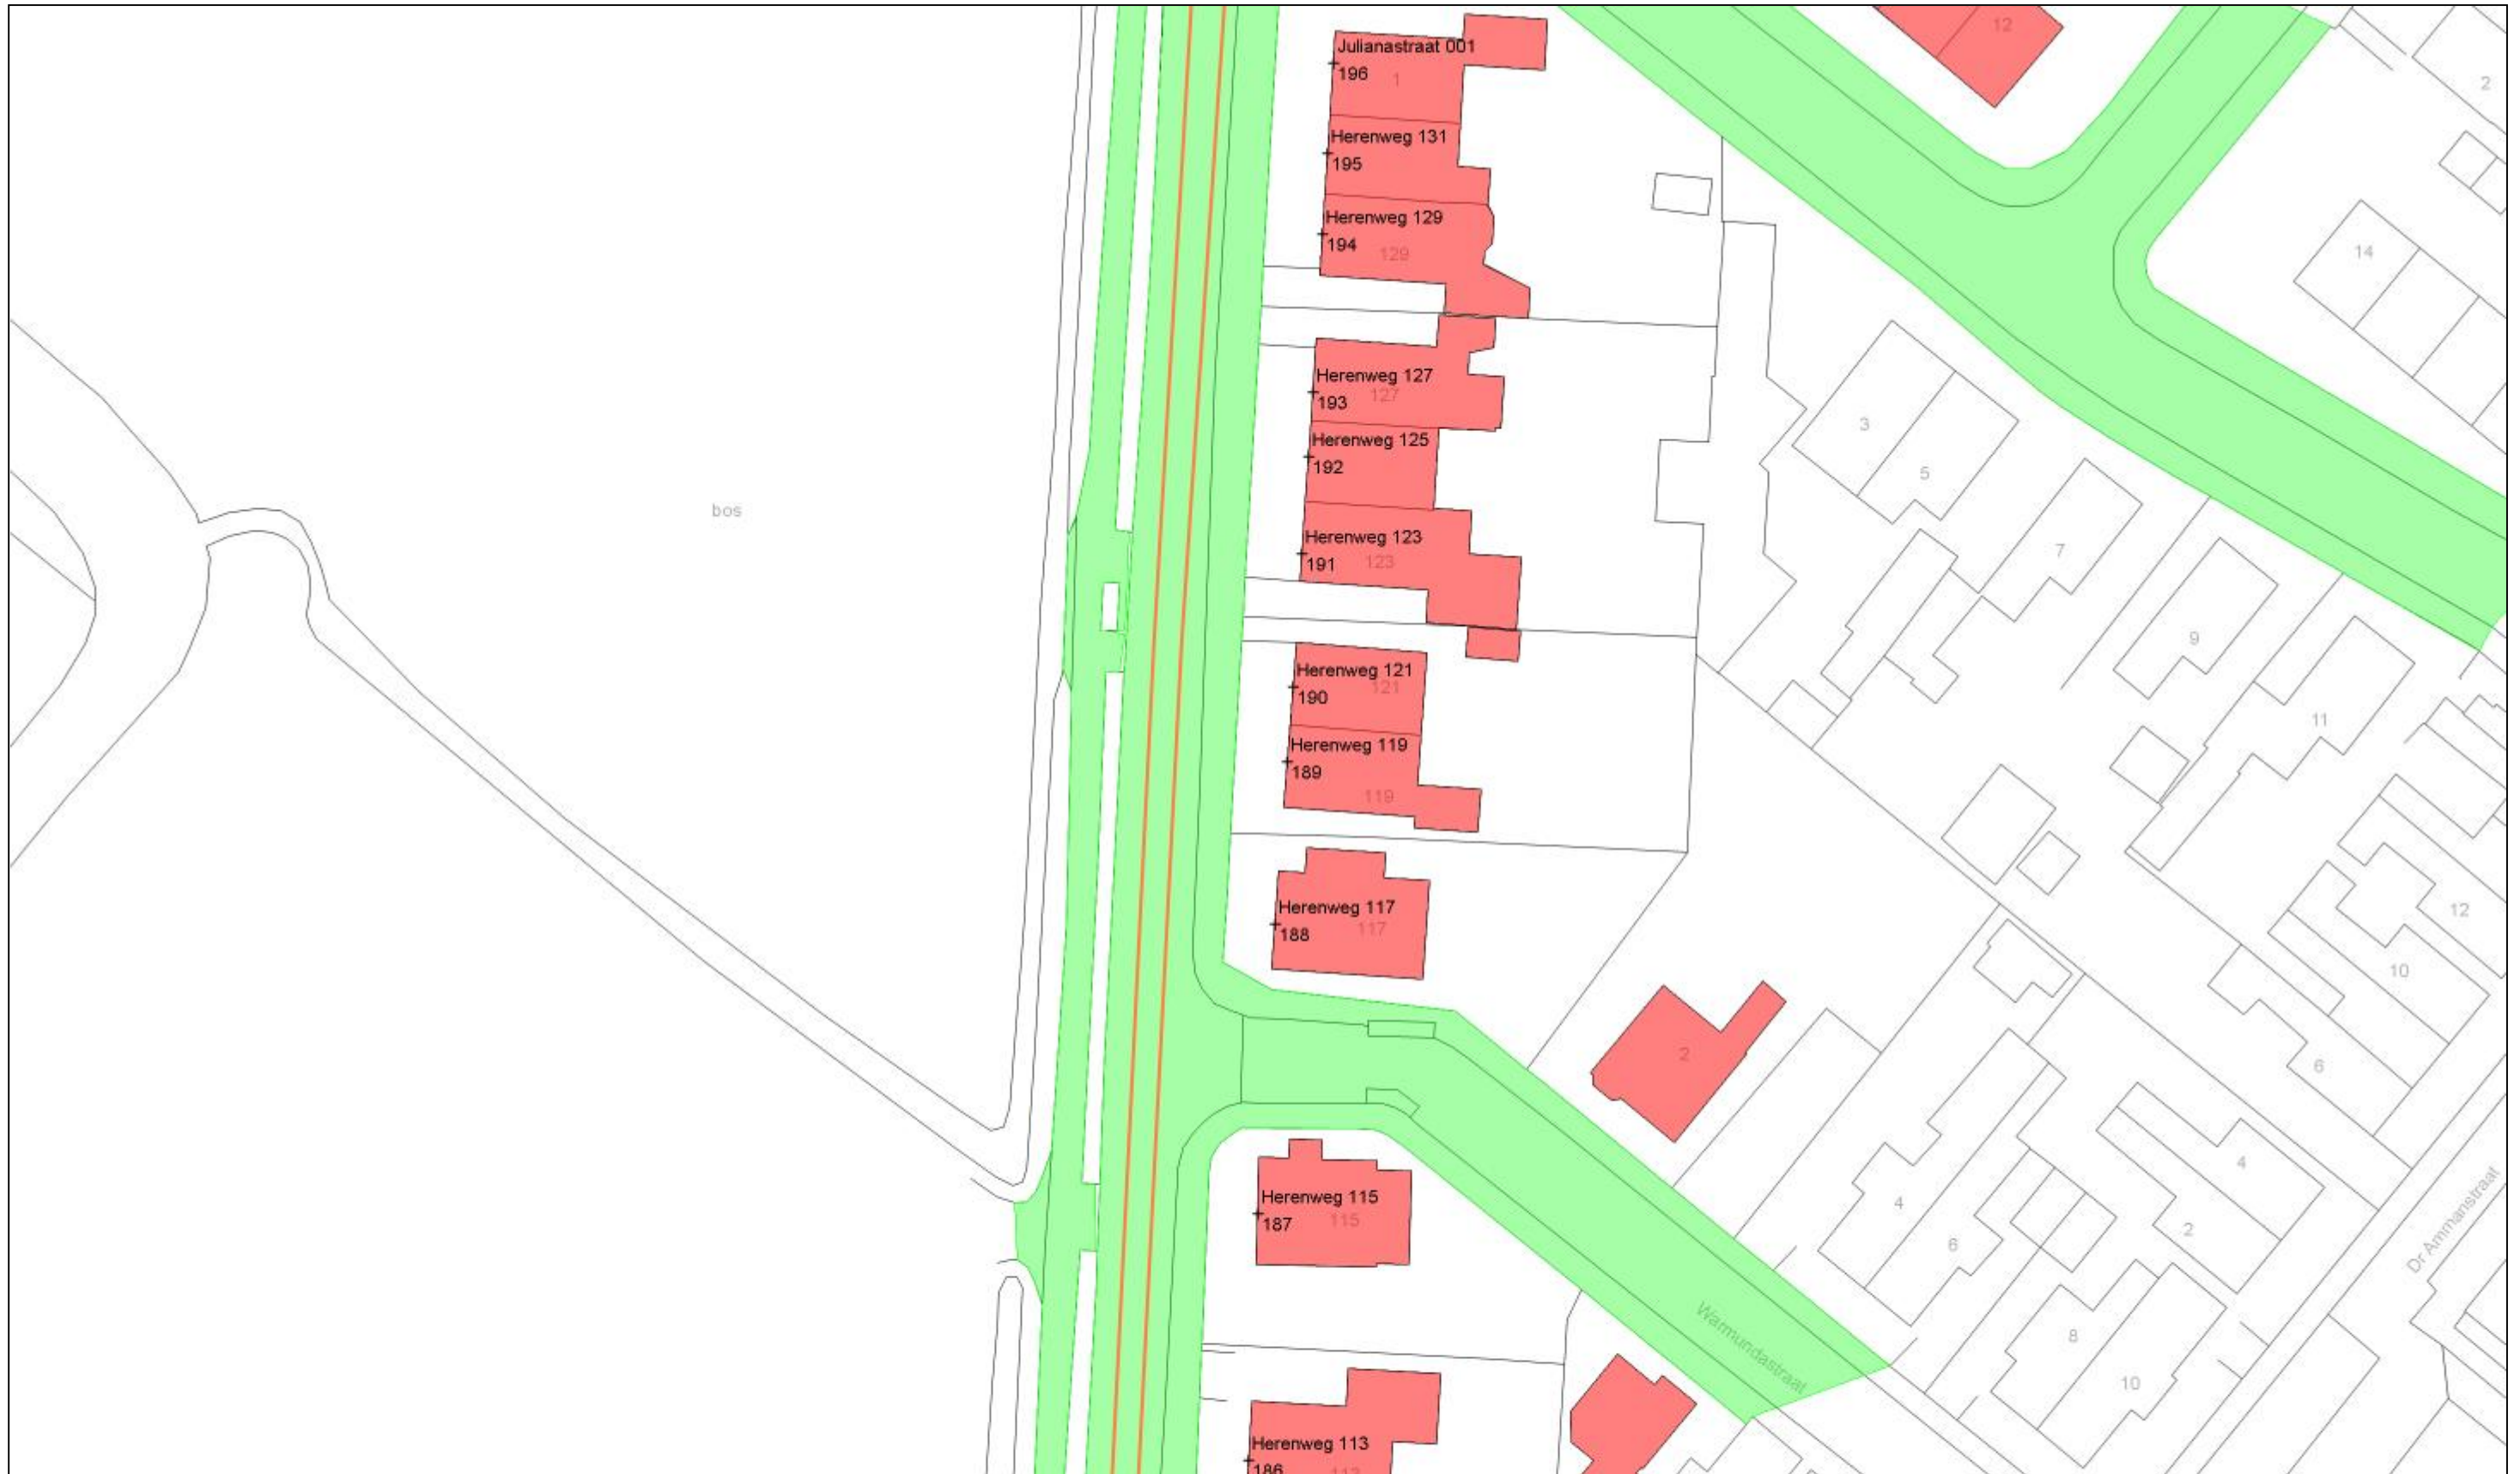 12
Julianastraat 001
196
1
2
Herenweg 131
195
Herenweg 129
194
129
14
Herenweg 127
193
127
Herenweg 125
192
3
5
bos
Herenweg 123
191
123
7
9
Herenweg 121
190
121
11
Herenweg 119
189
119
Herenweg 117
188
117
12
10
2
6
4
Herenweg 115
187
115
4
6
2
Dr Ammanstraat
Warmundastraat
8
10
Herenweg 113
186
113